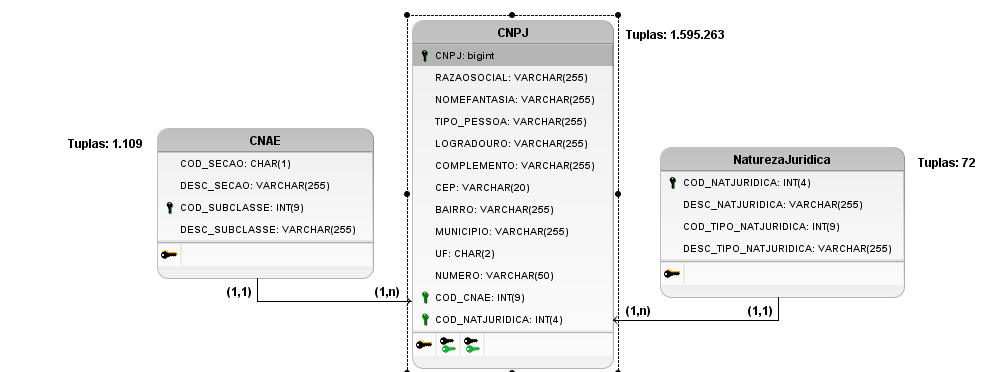 CNPJ
Tuplas: 1.595.263
CNPJ: bigint
RAZAOSOCIAL: VARCHAR(255)
NOMEFANTASIA: VARCHAR(255)
TIPO_PESSOA: VARCHAR(255)
LOGRADOURO: VARCHAR(255)
COMPLEMENTO: VARCHAR(255)
CEP: VARCHAR(20)
BAIRRO: VARCHAR(255)
MUNICIPIO: VARCHAR(255)
UF: CHAR(2)
NUMERO: VARCHAR(50)
COD_CNAE: INT(9)
COD_NATJURIDICA: INT(4)
Tuplas: 1.109
CNAE
COD_SECAO: CHAR(1)
DESC_SECAO: VARCHAR(255)
COD_SUBCLASSE: INT(9)
DESC_SUBCLASSE: VARCHAR(255)
(1,1)
(1,n)
NaturezaJuridica
Tuplas: 72
COD_NATJURIDICA: INT(4)
DESC_NATJURIDICA: VARCHAR(255)
COD_TIPO_NATJURIDICA: INT(9)
DESC_TIPO_NATJURIDICA: VARCHAR(255)
(1,n)
(1,1)